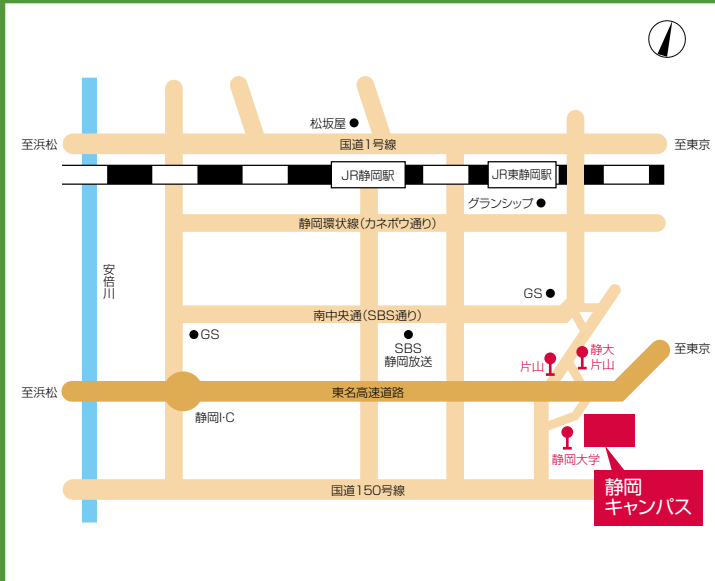 松坂屋
至浜松
国道1号線
至東京
JR静岡駅
JR東静岡駅
グランシップ
静岡環状線(カネボウ通り)
安倍川
GS
南中央通(SBS通り)
GS
SBS
静岡放送
片山
静大
片山
至東京
至浜松
東名高速道路
静岡I·C
静岡大学
国道150号線
静岡
キャンパス